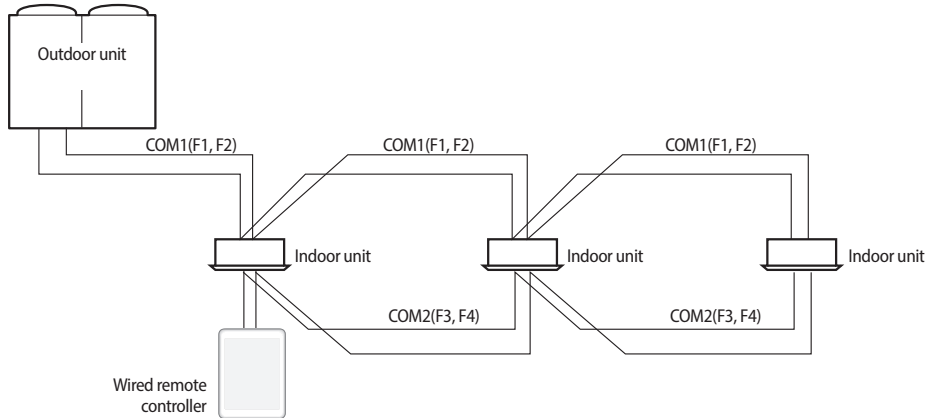 Outdoor unit
COM1(F1, F2)
COM1(F1, F2)
COM1(F1, F2)
Indoor unit
Indoor unit
Indoor unit
COM2(F3, F4)
COM2(F3, F4)
Wired remote
controller